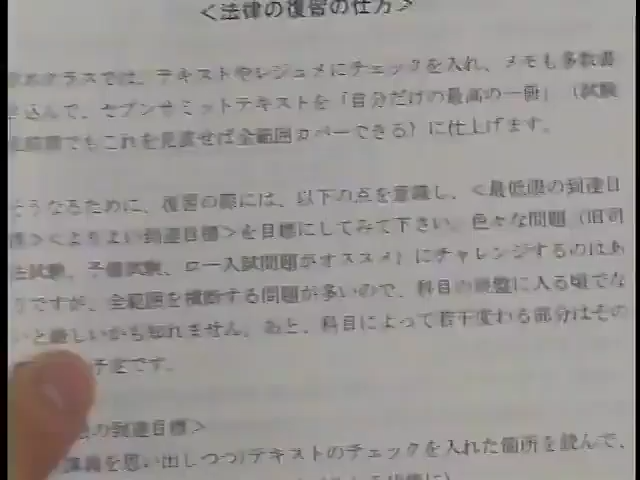 <法律の復習の仕方>
クラスでは、テキストやレジュメにチェックを入れ、メモも多数書
込んで、セブンサミットテキストを「自分だけの最高の一冊」(試験
直前期でもこれを見直せば全範囲カバーできる)に仕上げます。
そうなるために、復習の際には、以下の点を意識し、<最低限の到達目
標><よりよい到達目標>を目標にしてみて下さい。色々な問題(旧司
法試験、予備試験、ロー入試問題がオススメ)にチャレンジするのはあ
りですが、全範囲を横断する問題が多いので、科目の終盤に入る頃でな
いと厳しいかも知れません。あと、科目によって若干変わる部分はその
予定です。
の到達目標>
講義を思い出しつつ)テキストのチェックを入れた箇所を読んで、